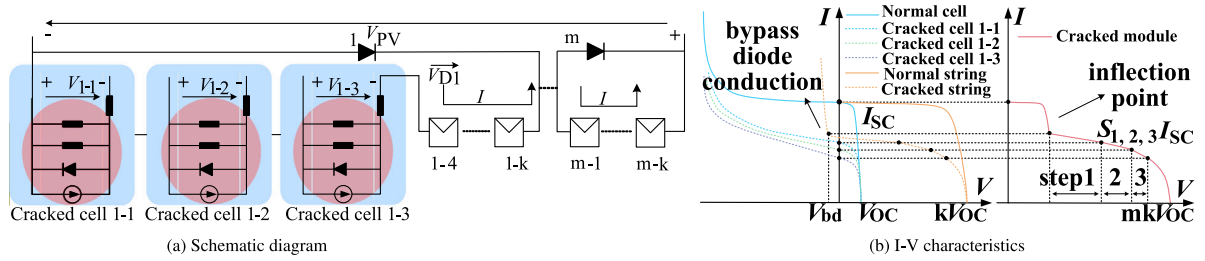 -
V_PV
+
1
m
+ V_1-1 -
+ V_1-2 -
+ V_1-3 -
V_D1
I
I
1-4
1-k
m-1
m-k
Cracked cell 1-1
Cracked cell 1-2
Cracked cell 1-3
(a) Schematic diagram
I
Normal cell
Cracked cell 1-1
Cracked cell 1-2
Cracked cell 1-3
Normal string
Cracked string
bypass
diode
conduction
I_SC
V_bd
V_OC
kV_OC
V
I
Cracked module
inflection
point
S_1, 2, 3 I_SC
step1
2
3
V
mkV_OC
(b) I-V characteristics